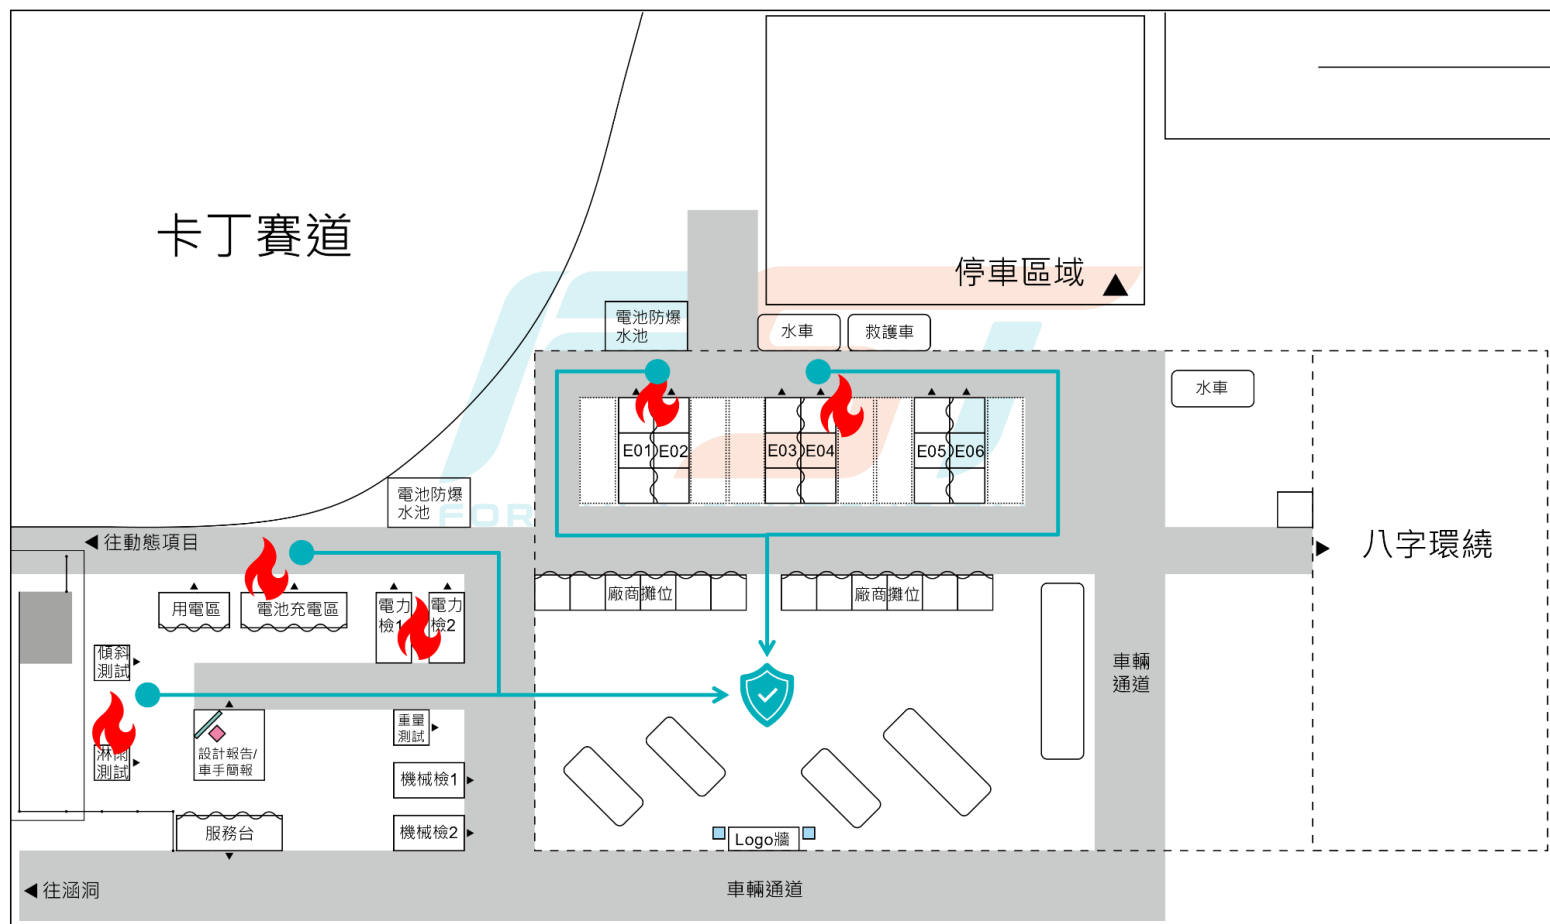 卡丁賽道
停車區域
電池防爆
水池
水車
救護車
水車
E01
E02
E03
E04
E05
E06
電池防爆
水池
FOR
往動態項目
八字環繞
用電區
電池充電區
電力
檢1
電力
檢2
廠商攤位
廠商攤位
傾斜
測試
車輛
通道
淋雨
測試
設計報告/
車手簡報
重量
測試
機械檢1
機械檢2
服務台
Logo牆
往涵洞
車輛通道